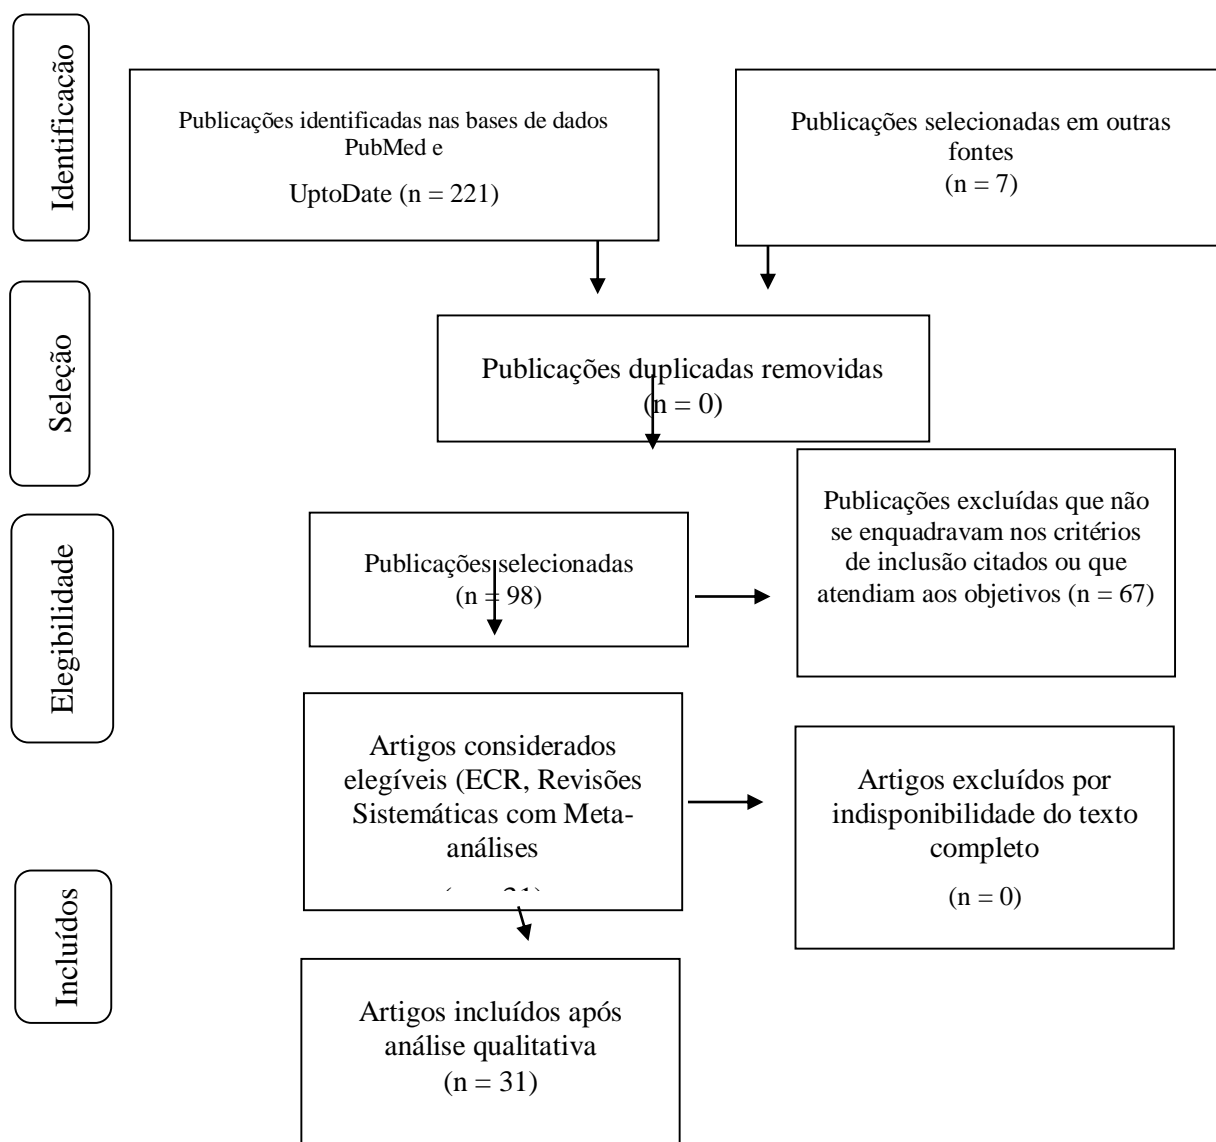 Identificação
Publicações identificadas nas bases de dados
PubMed e
UptoDate (n = 221)
Publicações selecionadas em outras
fontes
(n = 7)
Seleção
Publicações duplicadas removidas
(n = 0)
Elegibilidade
Publicações selecionadas
(n = 98)
Publicações excluídas que não
se enquadravam nos critérios
de inclusão citados ou que
atendiam aos objetivos (n = 67)
Artigos considerados
elegíveis (ECR, Revisões
Sistemáticas com Meta-
análises
Artigos excluídos por
indisponibilidade do texto
completo
(n = 0)
Incluídos
Artigos incluídos após
análise qualitativa
(n = 31)